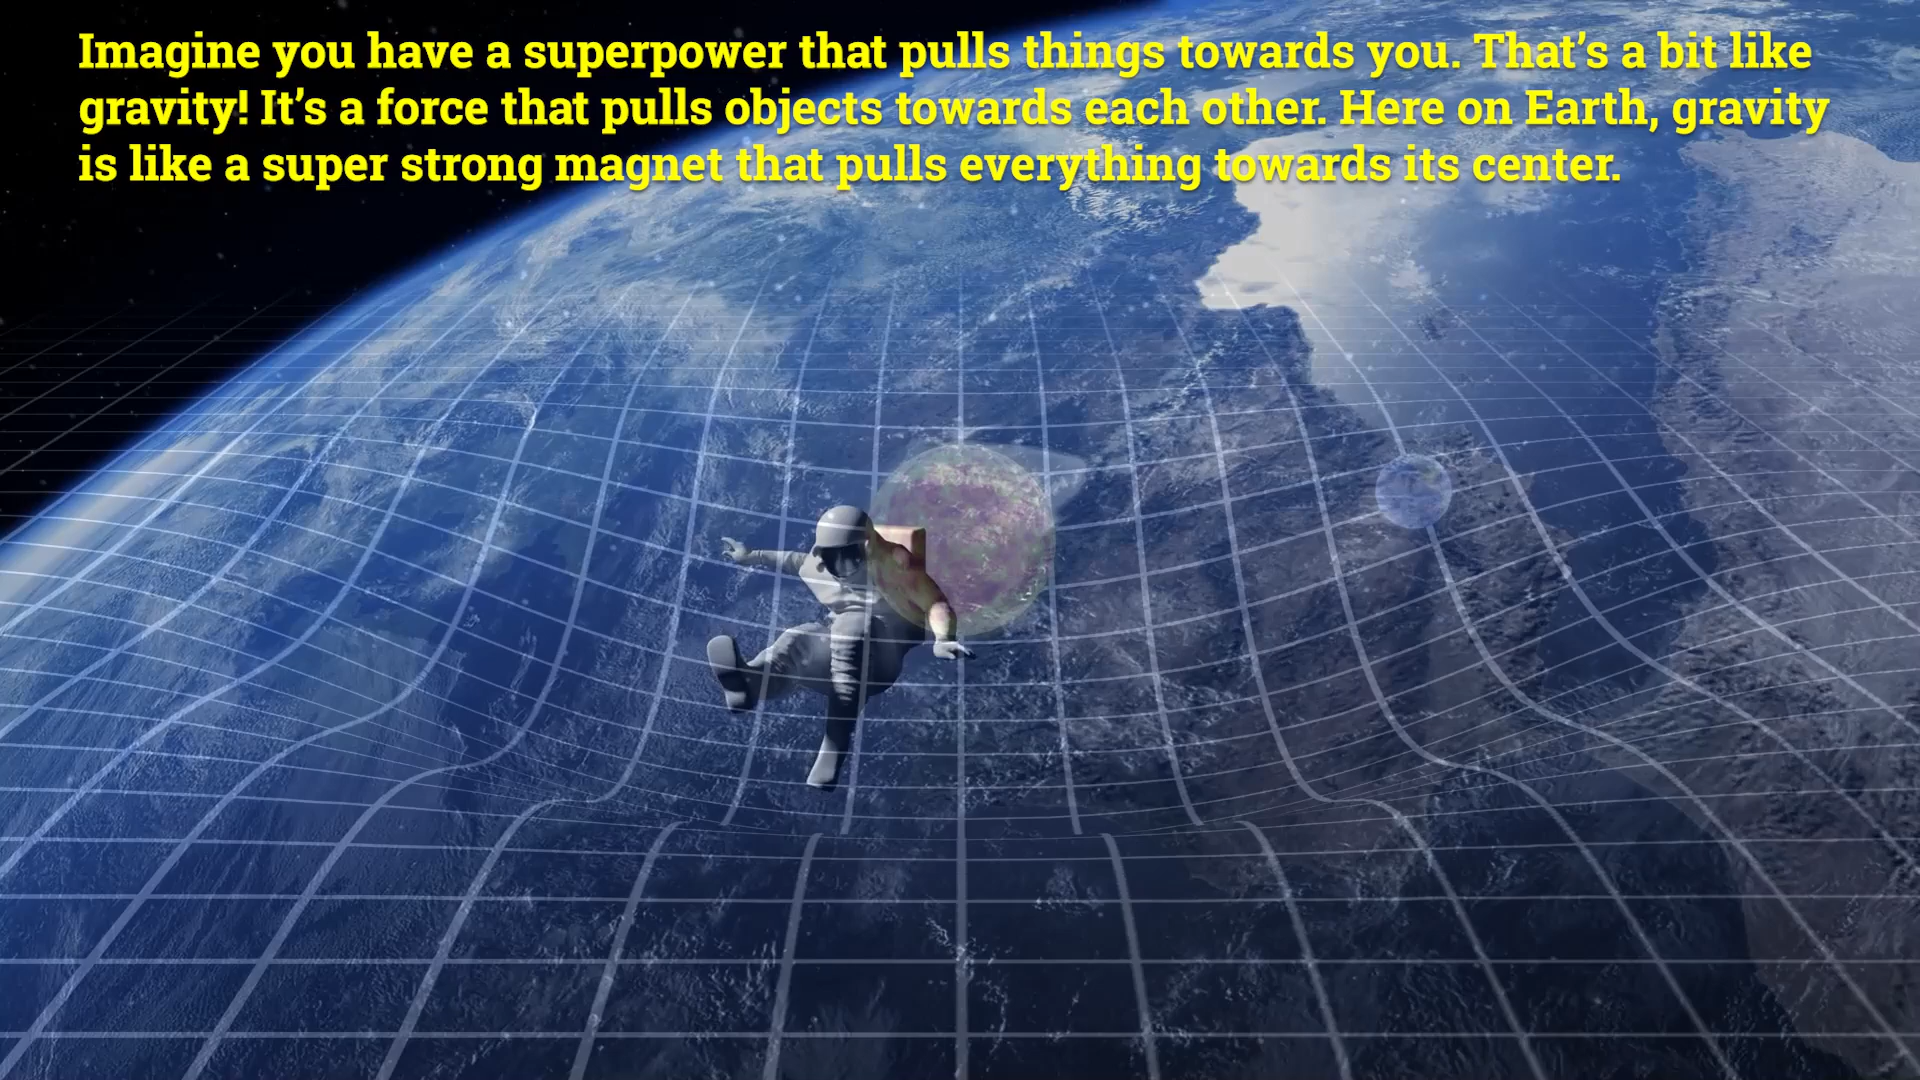 Imagine you have a superpower that pulls things towards you. That’s a bit like
gravity! It’s a force that pulls objects towards each other. Here on Earth, gravity
is like a super strong magnet that pulls everything towards its center.